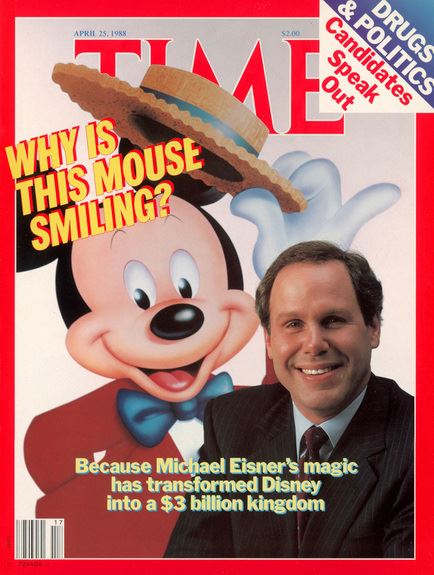 APRIL 25, 1988
$2.00
DRUGS
& POLITICS
Candidates
Speak
Out
TIME
WHY IS
THIS MOUSE
SMILING?
Because Michael Eisner's magic
has transformed Disney
into a $3 billion kingdom
17